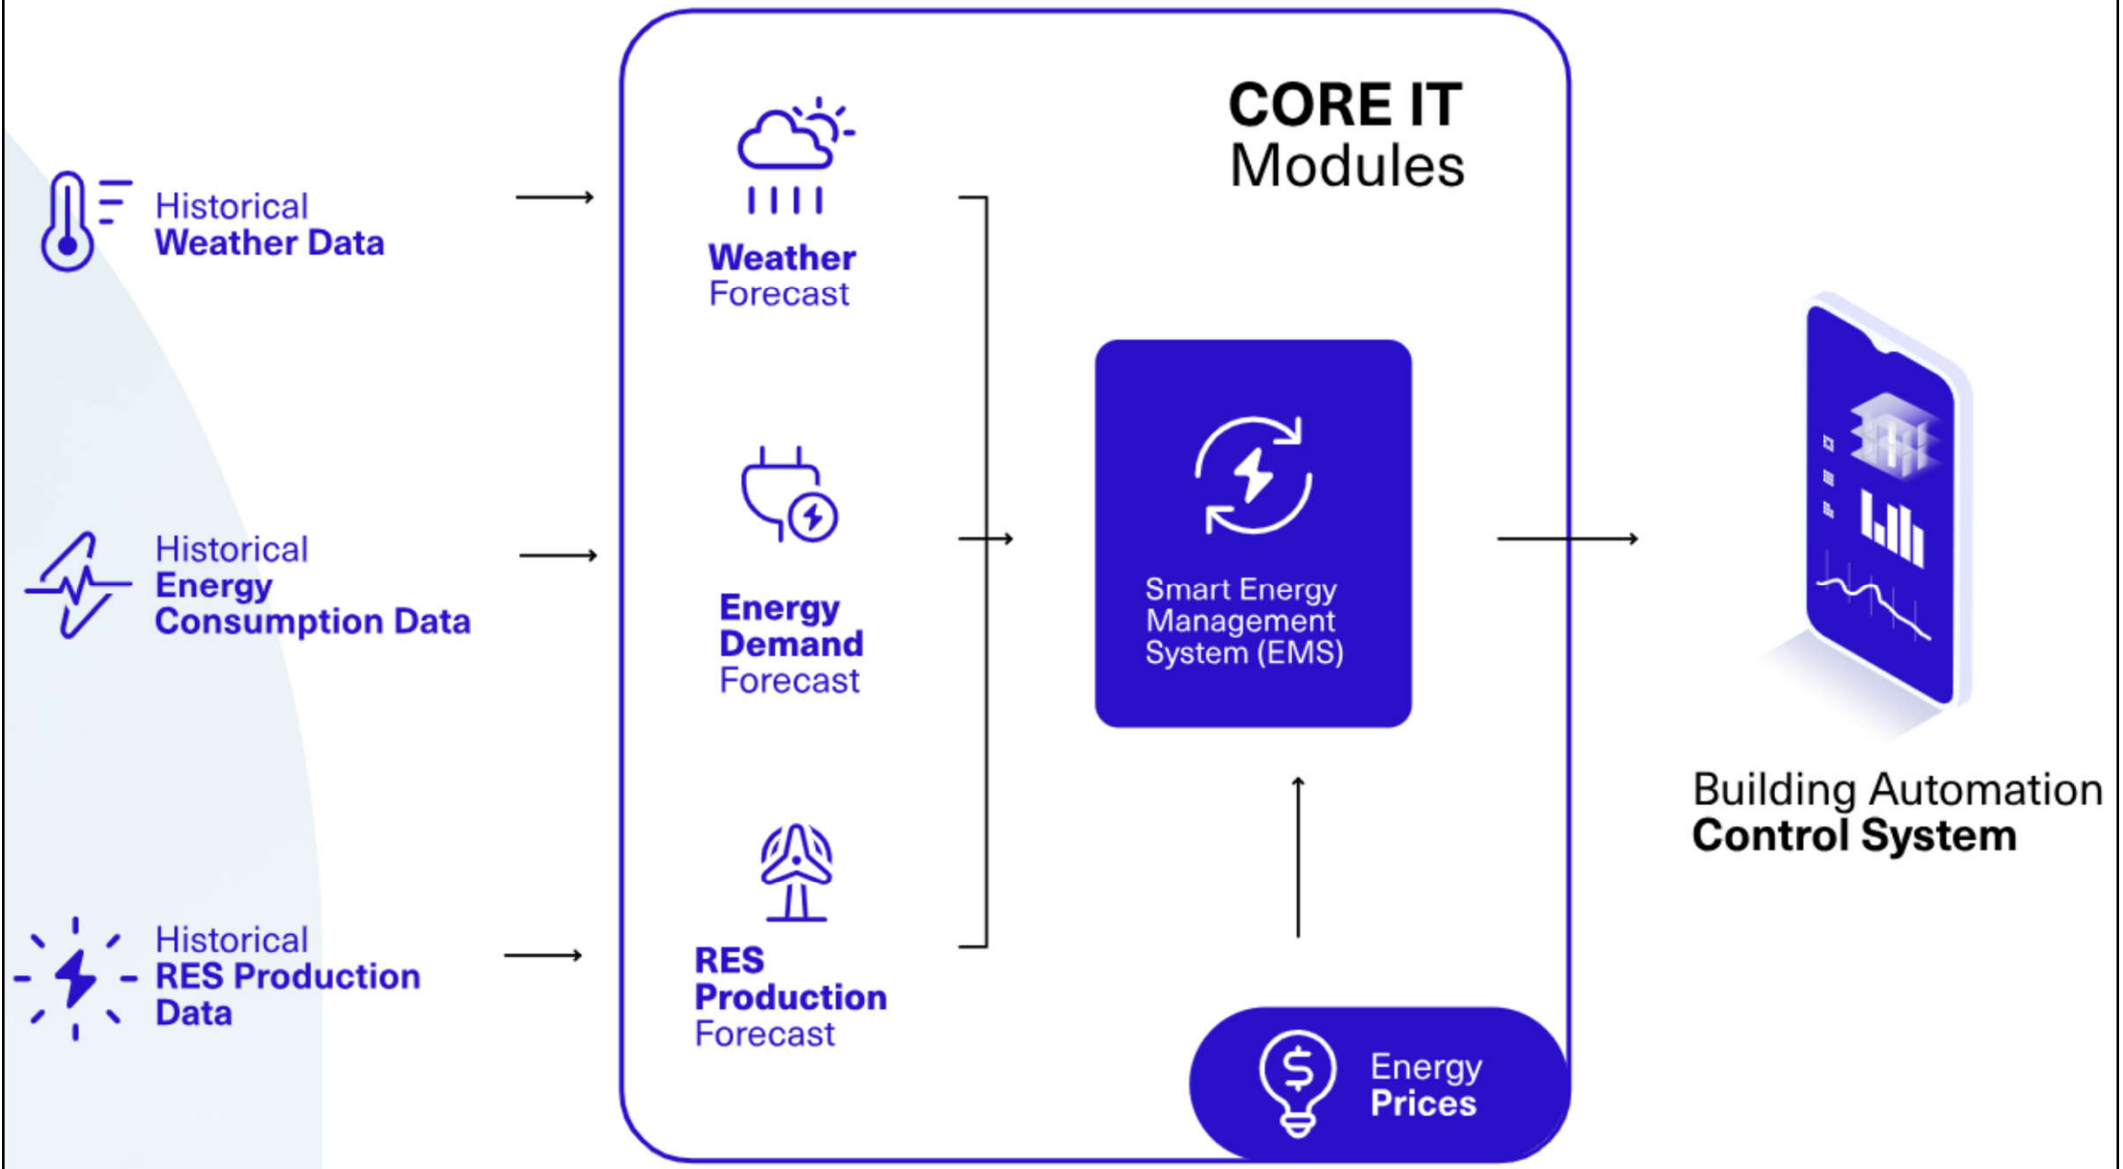 CORE IT
Modules
Historical
Weather Data
Weather
Forecast
Historical
Energy
Consumption Data
Energy
Demand
Forecast
Smart Energy
Management
System (EMS)
Building Automation
Control System
Historical
RES Production
Data
RES
Production
Forecast
$
Energy
Prices